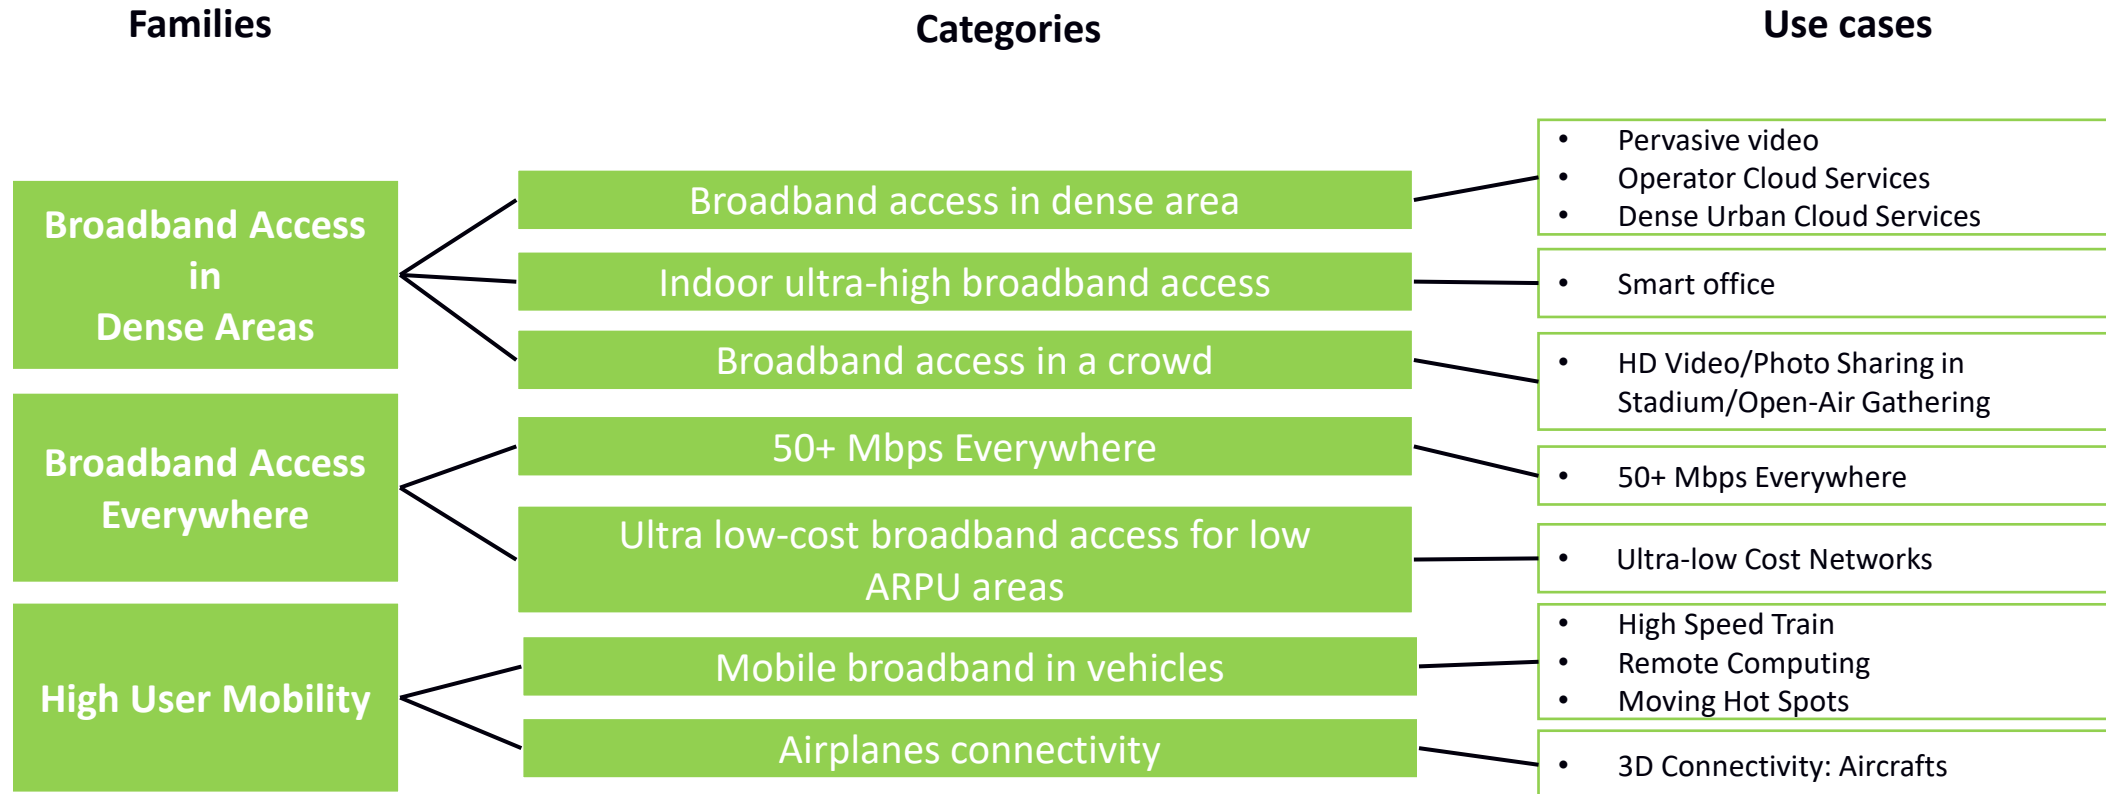 Families
Categories
Use cases
Broadband Access
in
Dense Areas
Broadband access in dense area
• Pervasive video
• Operator Cloud Services
• Dense Urban Cloud Services
Indoor ultra-high broadband access
• Smart office
Broadband access in a crowd
• HD Video/Photo Sharing in
Stadium/Open-Air Gathering
Broadband Access
Everywhere
50+ Mbps Everywhere
• 50+ Mbps Everywhere
Ultra low-cost broadband access for low
ARPU areas
• Ultra-low Cost Networks
High User Mobility
Mobile broadband in vehicles
• High Speed Train
• Remote Computing
• Moving Hot Spots
Airplanes connectivity
• 3D Connectivity: Aircrafts